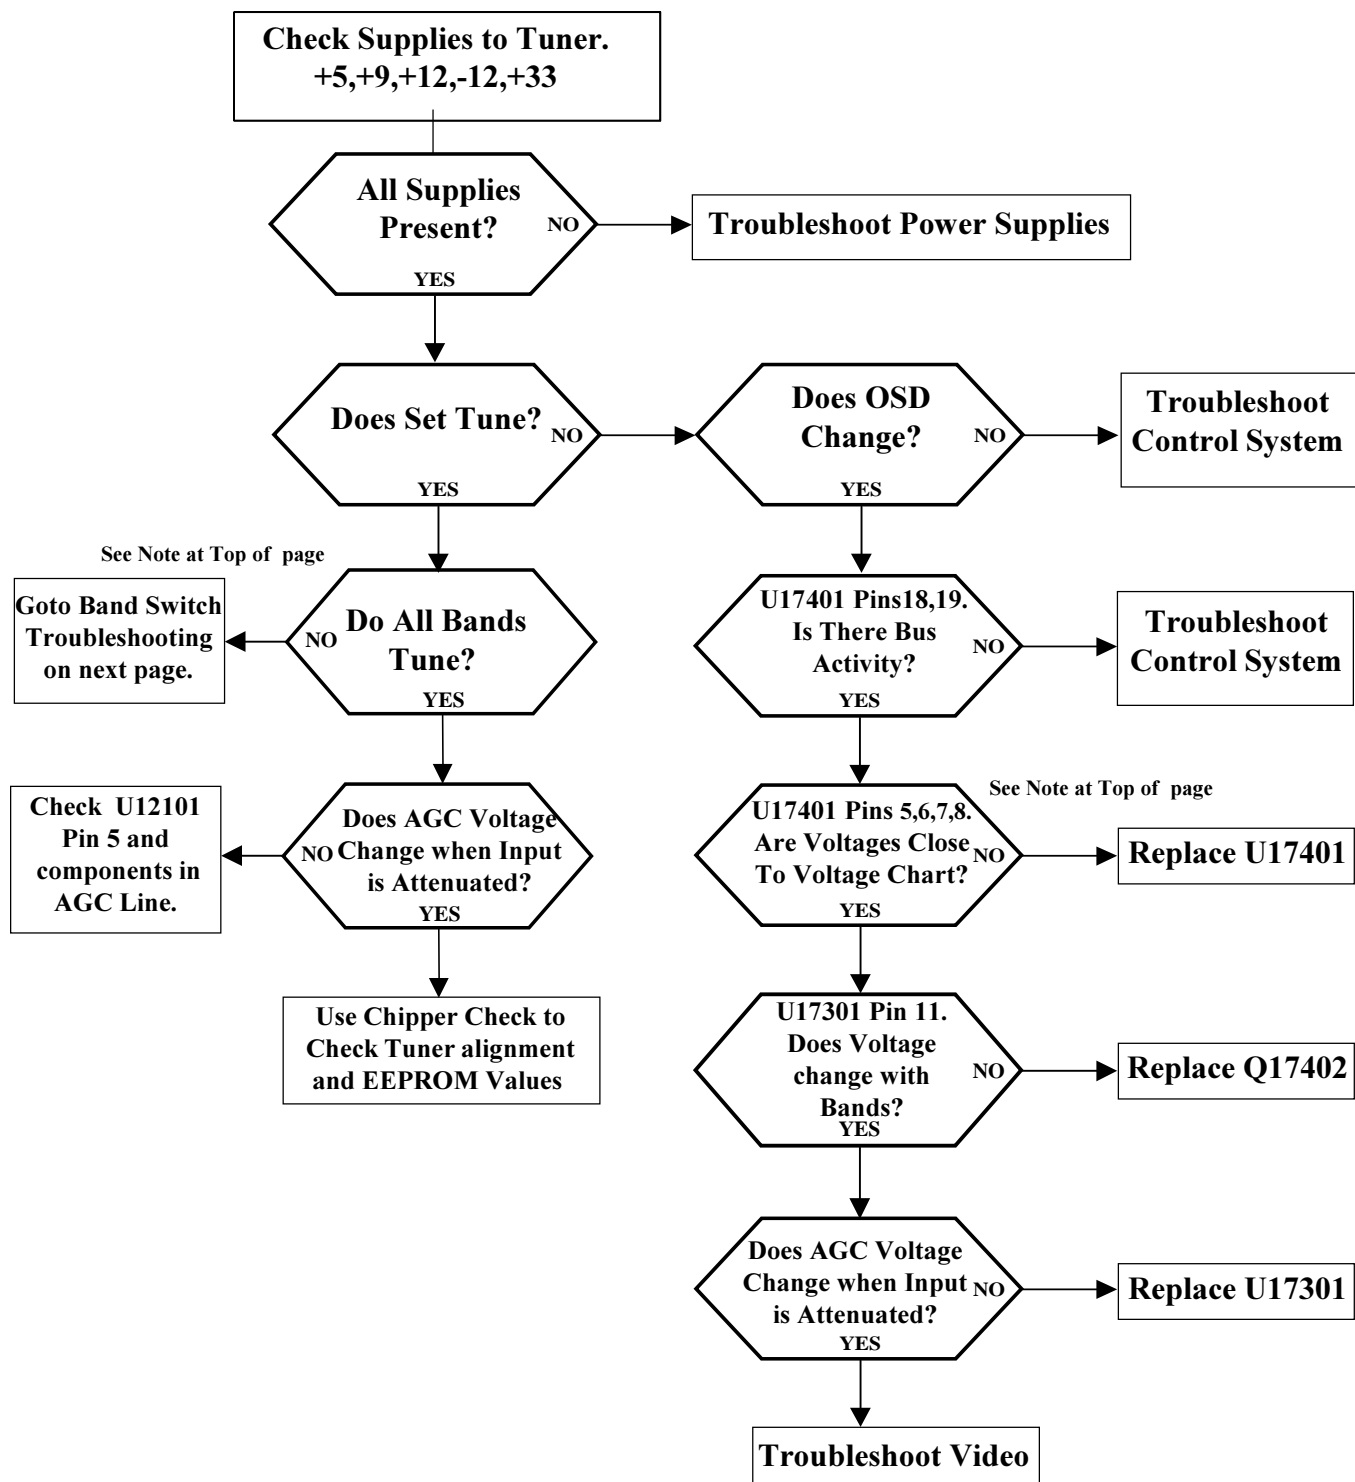 Check Supplies to Tuner.
+5,+9,+12,-12,+33
All Supplies
Present?
NO
YES
Troubleshoot Power Supplies
Does Set Tune?
NO
YES
Does OSD
Change?
NO
YES
Troubleshoot
Control System
See Note at Top of page
Goto Band Switch
Troubleshooting
on next page.
Do All Bands
Tune?
NO
YES
U17401 Pins18,19.
Is There Bus
Activity?
NO
YES
Troubleshoot
Control System
Check U12101
Pin 5 and
components in
AGC Line.
Does AGC Voltage
Change when Input
is Attenuated?
NO
YES
U17401 Pins 5,6,7,8.
Are Voltages Close
To Voltage Chart?
NO
YES
See Note at Top of page
Replace U17401
Use Chipper Check to
Check Tuner alignment
and EEPROM Values
U17301 Pin 11.
Does Voltage
change with
Bands?
NO
YES
Replace Q17402
Does AGC Voltage
Change when Input
is Attenuated?
NO
YES
Replace U17301
Troubleshoot Video